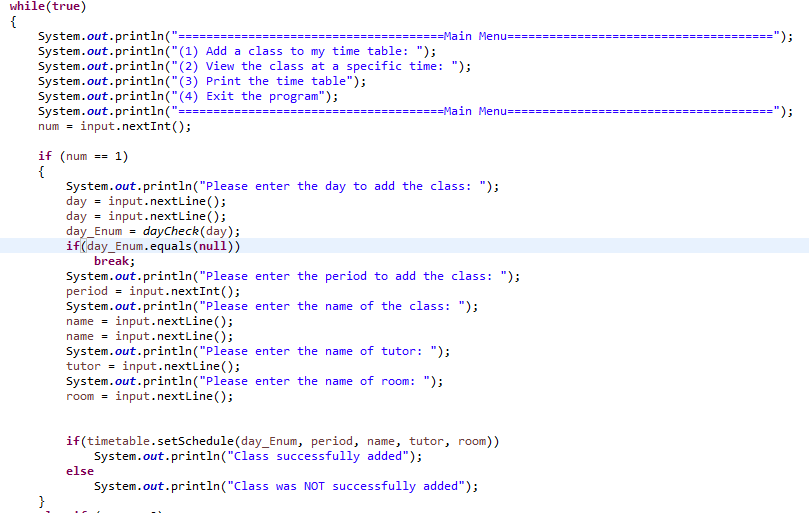 while(true)
{
System.out.println("======================================Main Menu======================================");
System.out.println("(1) Add a class to my time table: ");
System.out.println("(2) View the class at a specific time: ");
System.out.println("(3) Print the time table");
System.out.println("(4) Exit the program");
System.out.println("======================================Main Menu======================================");
num = input.nextInt();
if (num == 1)
{
System.out.println("Please enter the day to add the class: ");
day = input.nextLine();
day = input.nextLine();
day_Enum = dayCheck(day);
if(day_Enum.equals(null))
break;
System.out.println("Please enter the period to add the class: ");
period = input.nextInt();
System.out.println("Please enter the name of the class: ");
name = input.nextLine();
name = input.nextLine();
System.out.println("Please enter the name of tutor: ");
tutor = input.nextLine();
System.out.println("Please enter the name of room: ");
room = input.nextLine();
if(timetable.setSchedule(day_Enum, period, name, tutor, room))
System.out.println("Class successfully added");
else
System.out.println("Class was NOT successfully added");
}